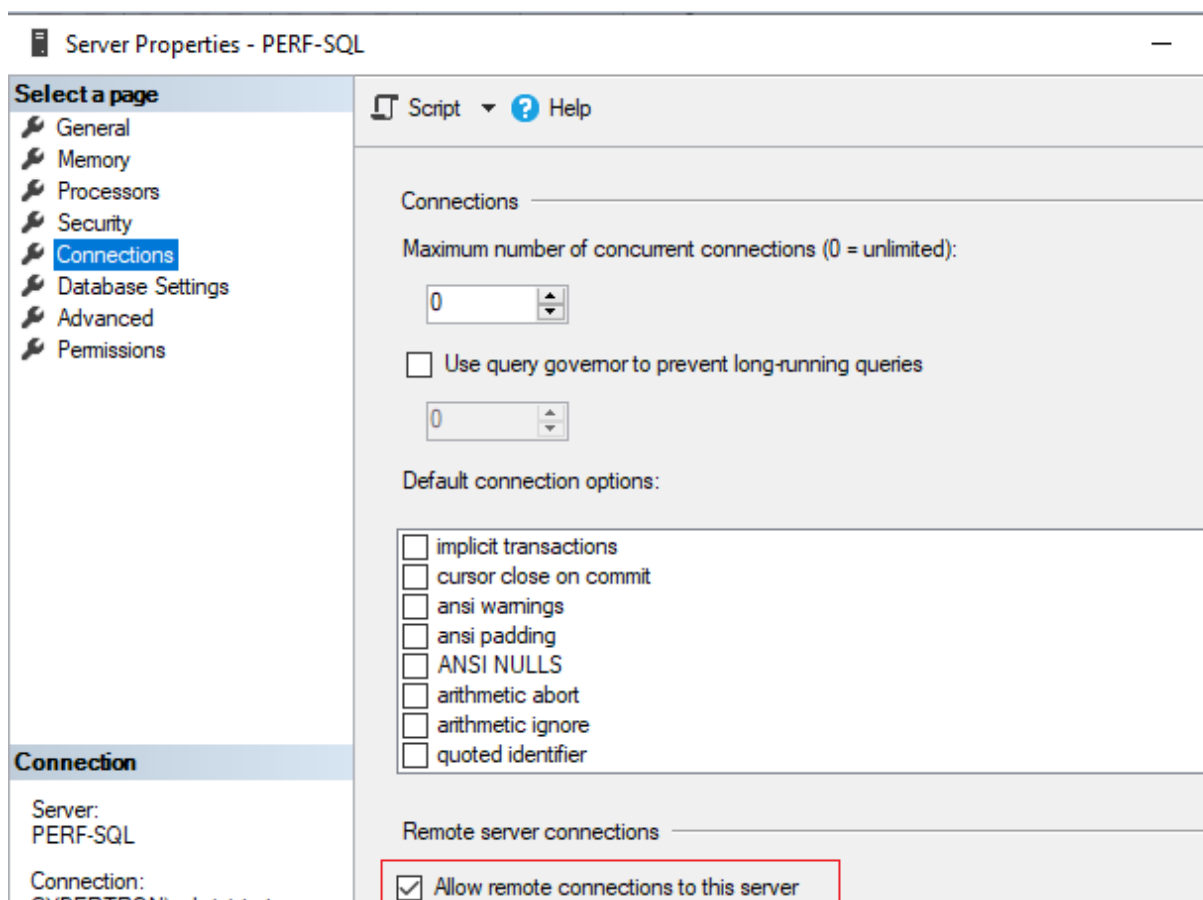 Server Properties - PERF-SQL
Select a page
General
Memory
Processors
Security
Connections
Database Settings
Advanced
Permissions
Connection
Server:
PERF-SQL
Connection:
Script
Help
Connections
Maximum number of concurrent connections (0 = unlimited):
0
Use query governor to prevent long-running queries
0
Default connection options:
implicit transactions
cursor close on commit
ansi warnings
ansi padding
ANSI NULLS
arithmetic abort
arithmetic ignore
quoted identifier
Remote server connections
Allow remote connections to this server